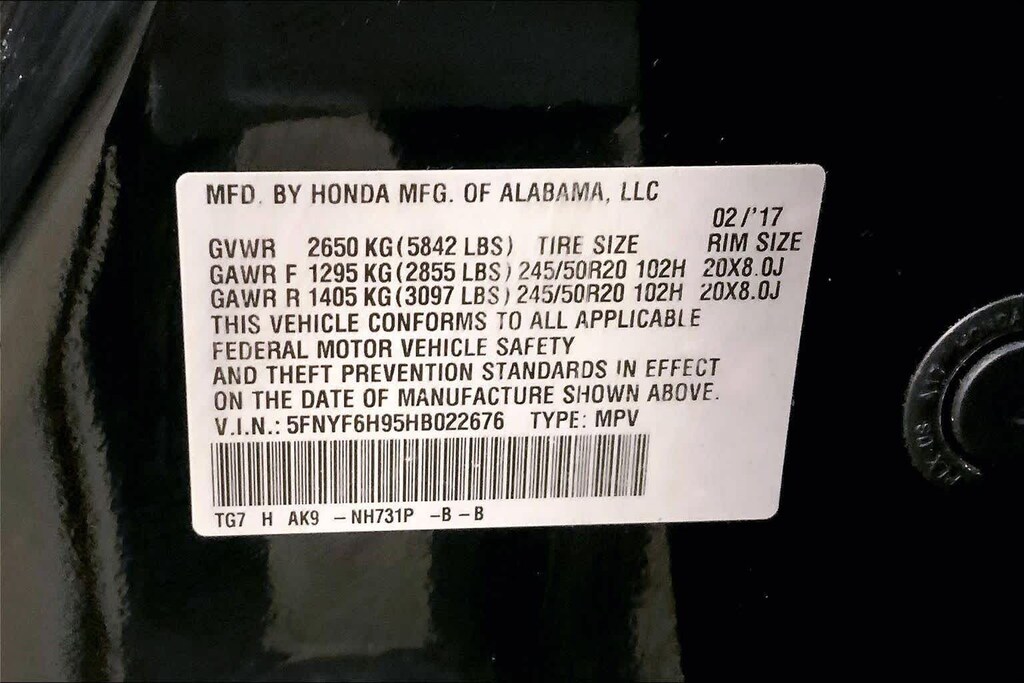 MFD. BY HONDA MFG. OF ALABAMA, LLC
02/'17
GVWR 2650 KG(5842 LBS) TIRE SIZE RIM SIZE
GAWR F 1295 KG(2855 LBS) 245/50R20 102H 20X8.0J
GAWR R 1405 KG(3097 LBS) 245/50R20 102H 20X8.0J
THIS VEHICLE CONFORMS TO ALL APPLICABLE
FEDERAL MOTOR VEHICLE SAFETY
AND THEFT PREVENTION STANDARDS IN EFFECT
ON THE DATE OF MANUFACTURE SHOWN ABOVE.
V.I.N.: 5FNYF6H95HB022676 TYPE: MPV
TG7 H AK9 -NH731P -B-B